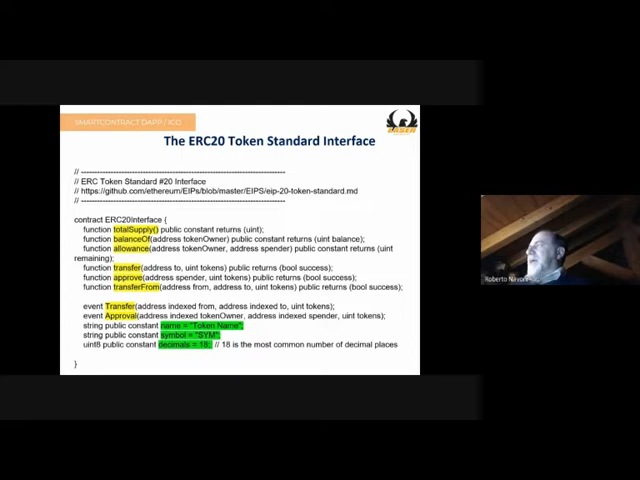 SMARTCONTRACT DAPP / ICO
LASER
The ERC20 Token Standard Interface
// ----------------------------------------------------------------------------
// ERC Token Standard #20 Interface
// https://github.com/ethereum/EIPs/blob/master/EIPS/eip-20-token-standard.md
// ----------------------------------------------------------------------------
contract ERC20Interface {
function totalSupply() public constant returns (uint);
function balanceOf(address tokenOwner) public constant returns (uint balance);
function allowance(address tokenOwner, address spender) public constant returns (uint
remaining);
function transfer(address to, uint tokens) public returns (bool success);
function approve(address spender, uint tokens) public returns (bool success);
function transferFrom(address from, address to, uint tokens) public returns (bool success);
event Transfer(address indexed from, address indexed to, uint tokens);
event Approval(address indexed tokenOwner, address indexed spender, uint tokens);
string public constant name = "Token Name";
string public constant symbol = "SYM";
uint8 public constant decimals = 18; // 18 is the most common number of decimal places
}
Roberto